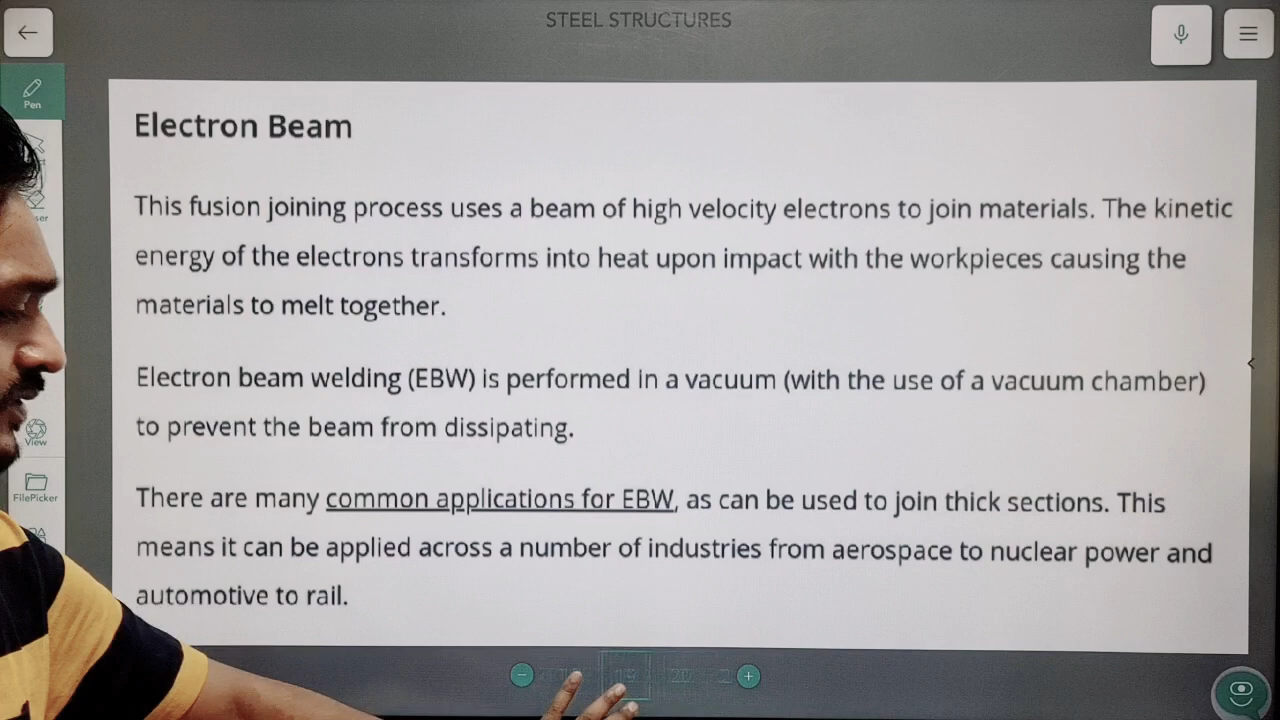 STEEL STRUCTURES
Pen
ser
Electron Beam
This fusion joining process uses a beam of high velocity electrons to join materials. The kinetic
energy of the electrons transforms into heat upon impact with the workpieces causing the
materials to melt together.
Electron beam welding (EBW) is performed in a vacuum (with the use of a vacuum chamber)
to prevent the beam from dissipating.
View
FilePicker
There are many common applications for EBW, as can be used to join thick sections. This
means it can be applied across a number of industries from aerospace to nuclear power and
automotive to rail.